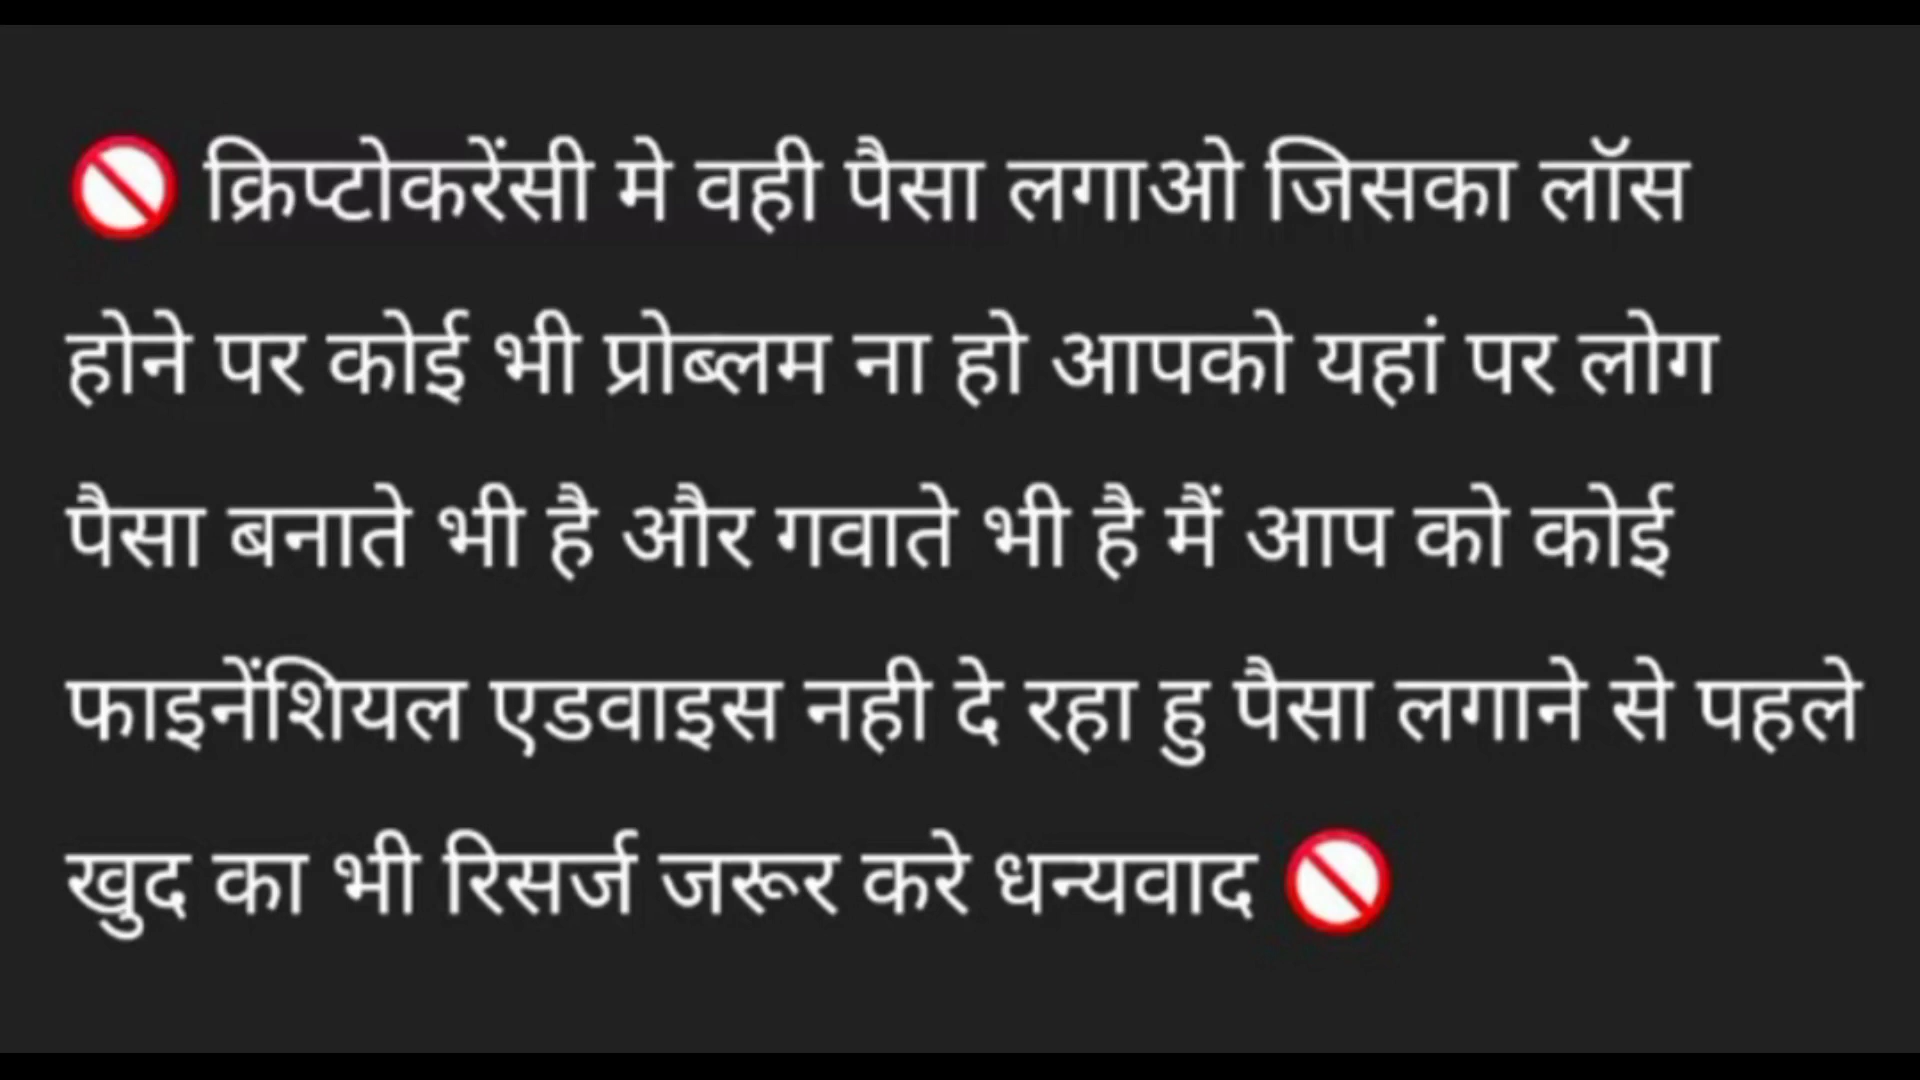 🚫 क्रिप्टोकरेंसी मे वही पैसा लगाओ जिसका लॉस
होने पर कोई भी प्रोब्लम ना हो आपको यहां पर लोग
पैसा बनाते भी है और गवाते भी है मैं आप को कोई
फाइनेंशियल एडवाइस नही दे रहा हु पैसा लगाने से पहले
खुद का भी रिसर्ज जरूर करे धन्यवाद 🚫